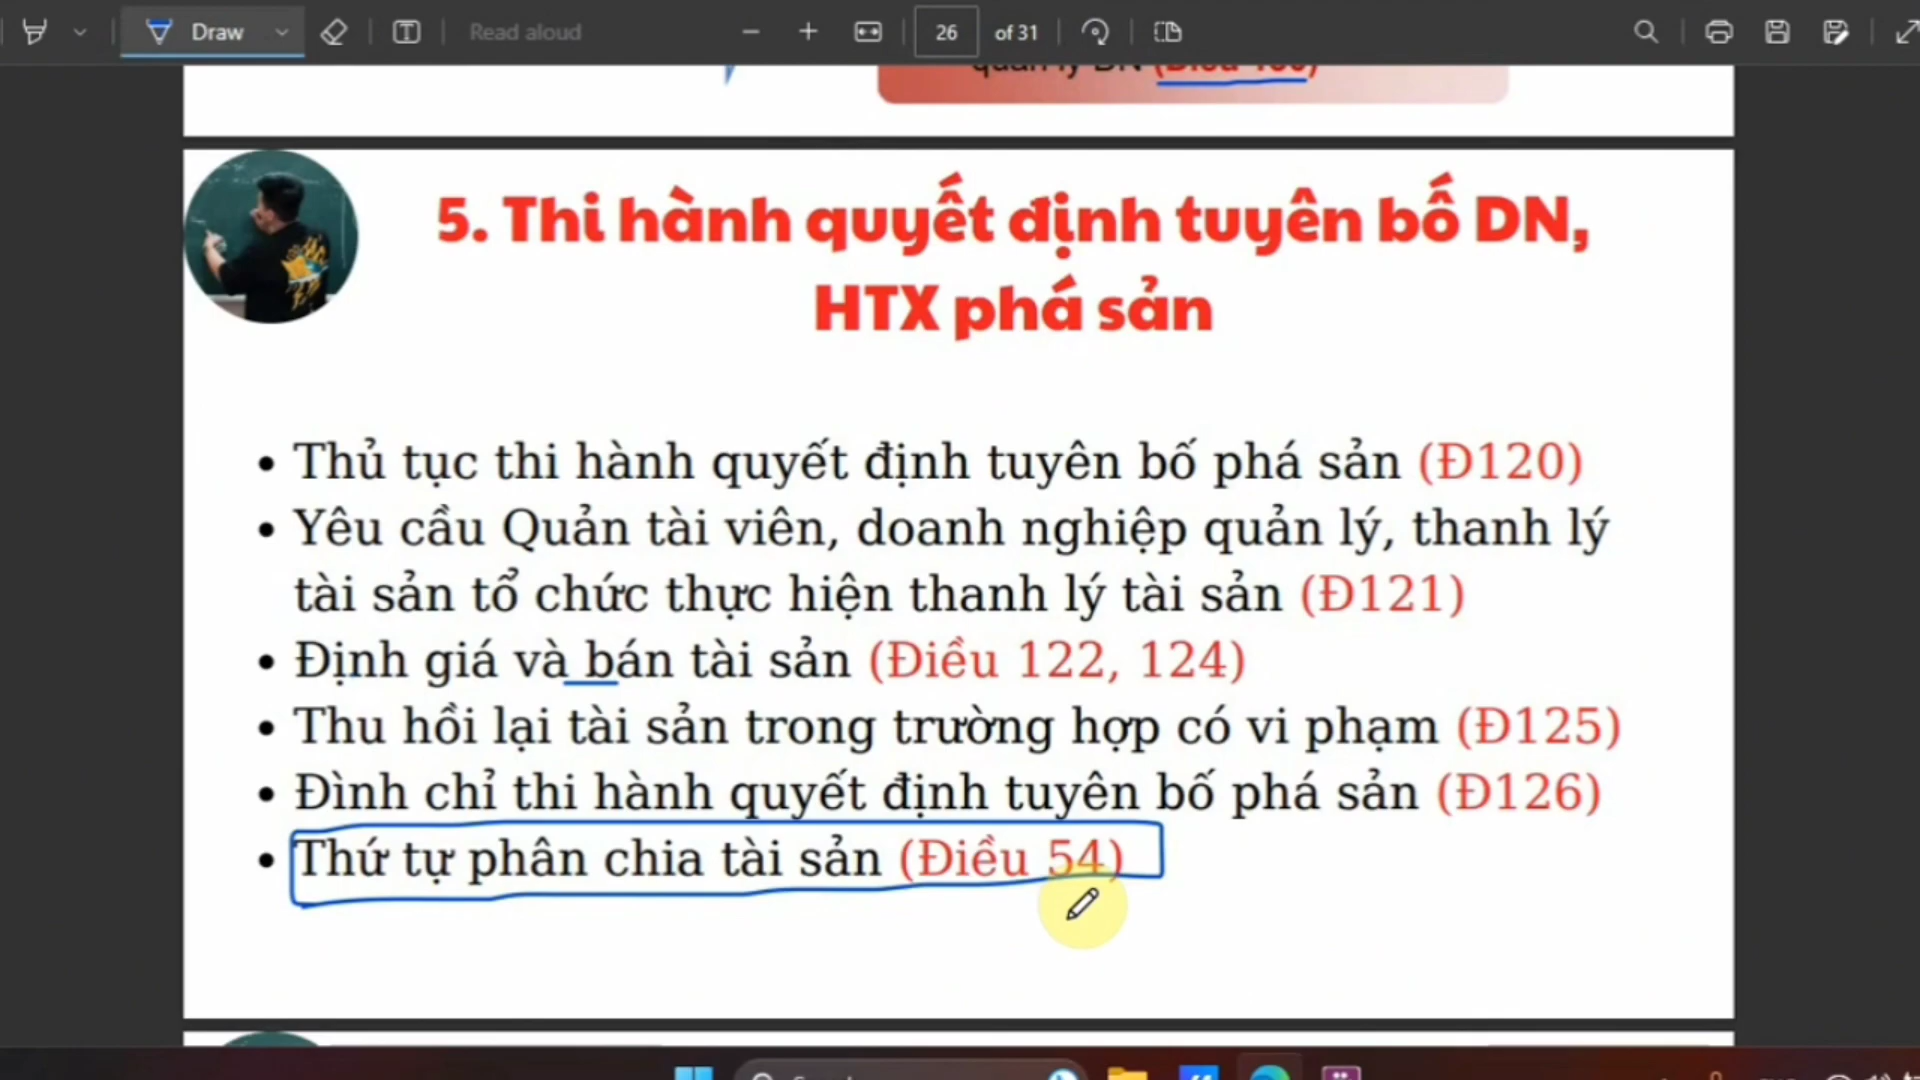 Draw
Read aloud
26 of 31
quản lý DN
5. Thi hành quyết định tuyên bố DN,
HTX phá sản
• Thủ tục thi hành quyết định tuyên bố phá sản (Đ120)
• Yêu cầu Quản tài viên, doanh nghiệp quản lý, thanh lý
tài sản tổ chức thực hiện thanh lý tài sản (Đ121)
• Định giá và bán tài sản (Điều 122, 124)
• Thu hồi lại tài sản trong trường hợp có vi phạm (Đ125)
• Đình chỉ thi hành quyết định tuyên bố phá sản (Đ126)
• Thứ tự phân chia tài sản (Điều 54)